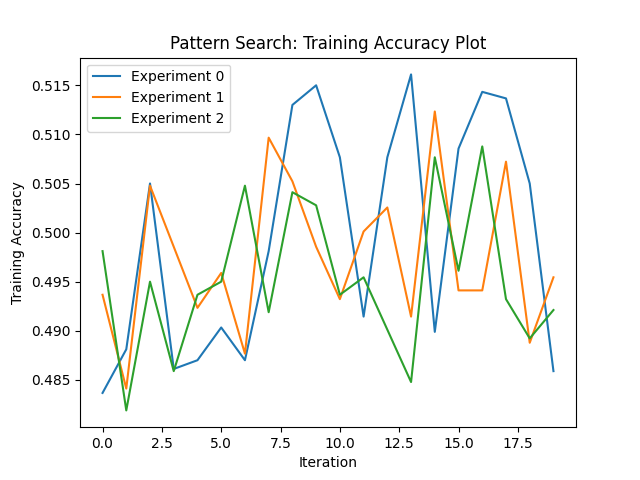 Pattern Search: Training Accuracy Plot
Experiment 0
Experiment 1
Experiment 2
Training Accuracy
0.515
0.510
0.505
0.500
0.495
0.490
0.485
0.0 2.5 5.0 7.5 10.0 12.5 15.0 17.5
Iteration